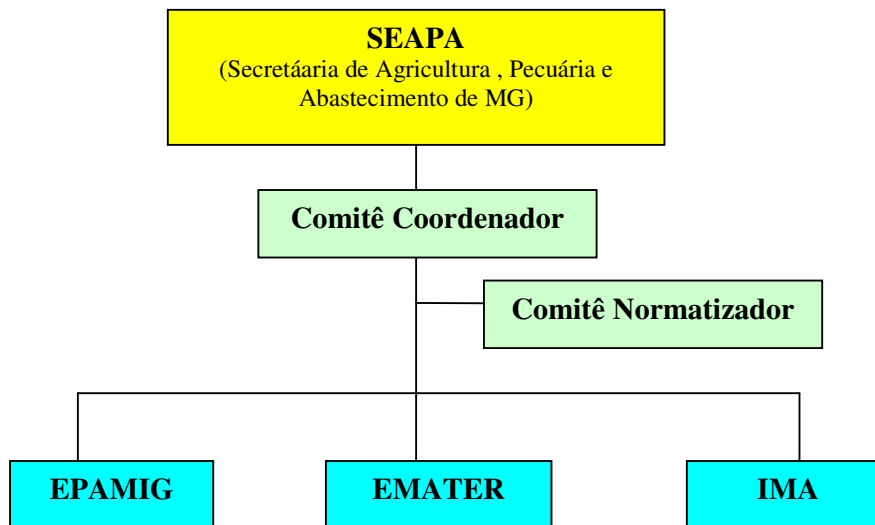 SEAPA
(Secretáaria de Agricultura , Pecuária e
Abastecimento de MG)
Comitê Coordenador
Comitê Normatizador
EPAMIG
EMATER
IMA